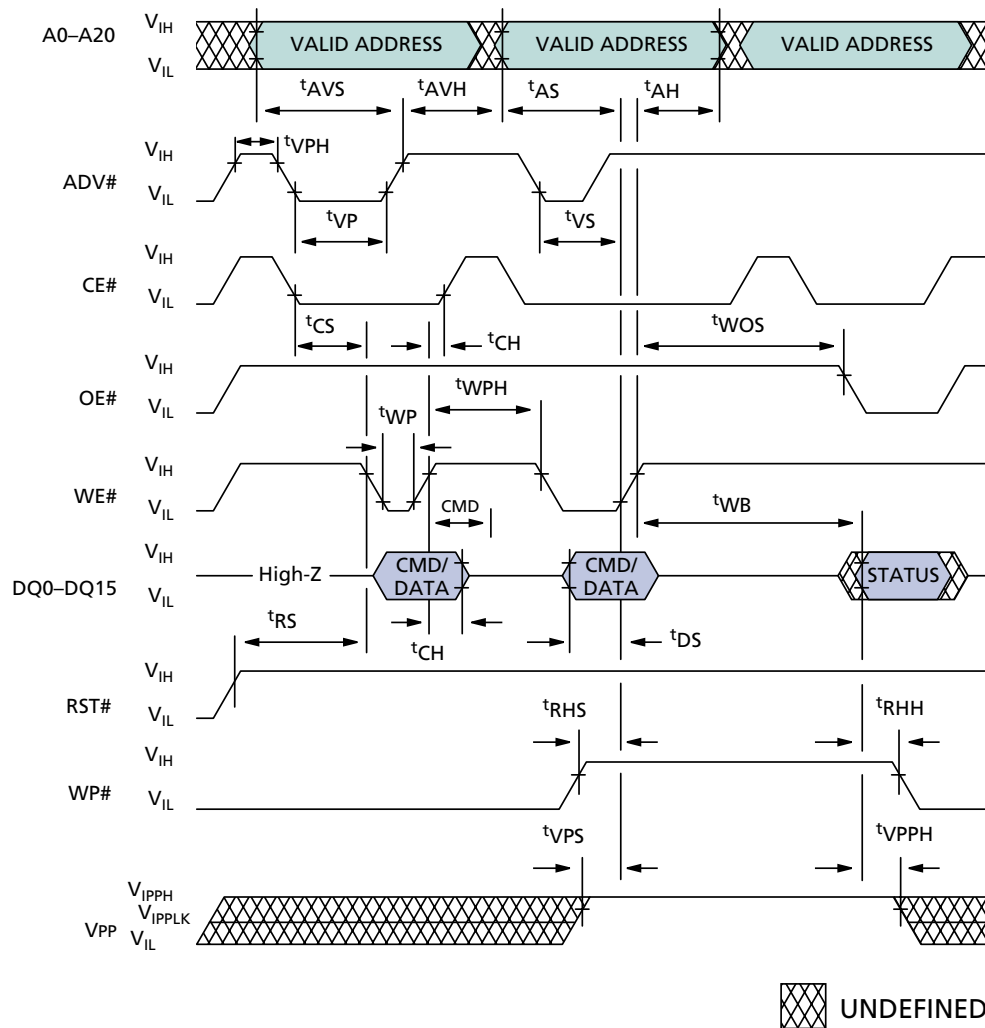 A0–A20 VIH VIL VALID ADDRESS VALID ADDRESS VALID ADDRESS
tAVS tAVH tAS tAH
ADV# VIH VIL tVPH
tVP tVS
CE# VIH VIL
tCS tCH tWOS
OE# VIH VIL
tWP tWPH
WE# VIH VIL
CMD tWB
DQ0–DQ15 VIH VIL High-Z CMD/ DATA CMD/ DATA STATUS
tRS tCH tDS
RST# VIH VIL
tRHS tRHH
WP# VIH VIL
tVPS tVPPH
VPP VIPPH VIPPLK VIL
UNDEFINED